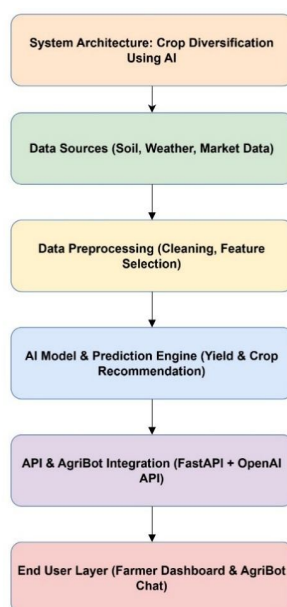 System Architecture: Crop Diversification
Using AI
Data Sources (Soil, Weather, Market Data)
Data Preprocessing (Cleaning, Feature
Selection)
AI Model & Prediction Engine (Yield & Crop
Recommendation)
API & AgriBot Integration (FastAPI + OpenAI
API)
End User Layer (Farmer Dashboard & AgriBot
Chat)